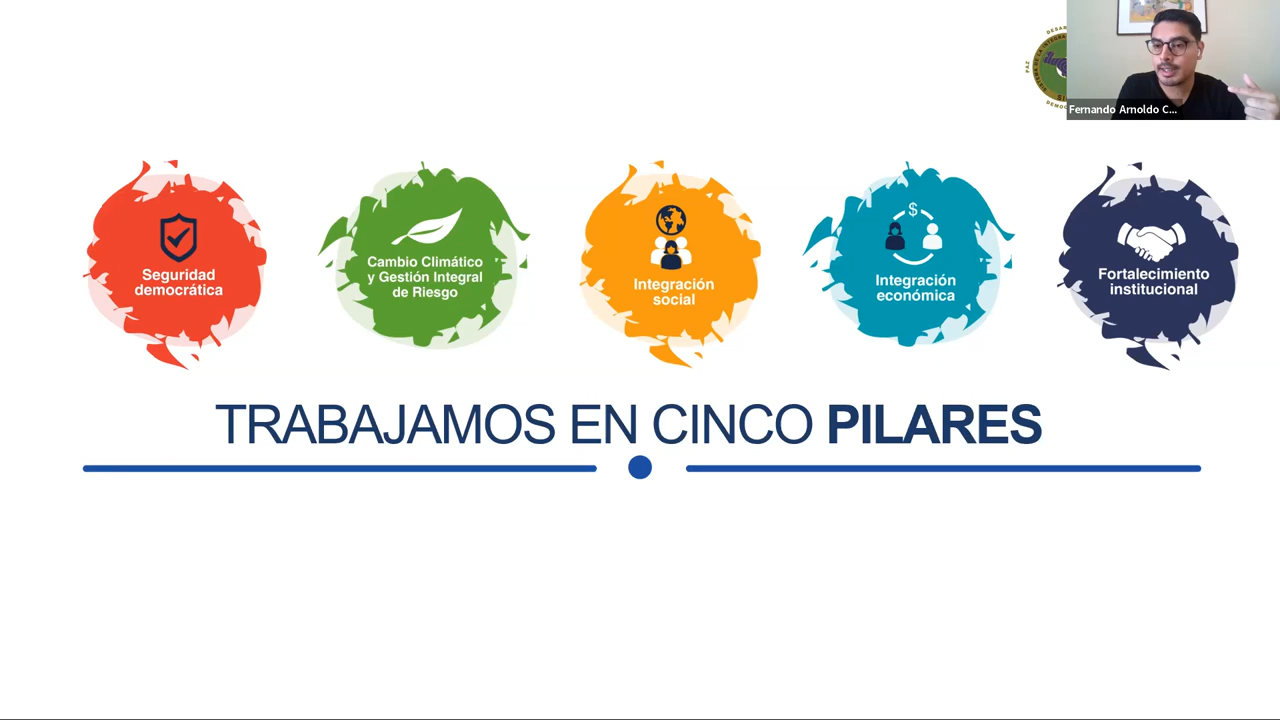 Fernando Arnoldo C...
Seguridad
democrática
Cambio Climático
y Gestión Integral
de Riesgo
Integración
social
$
Integración
económica
Fortalecimiento
institucional
TRABAJAMOS EN CINCO PILARES